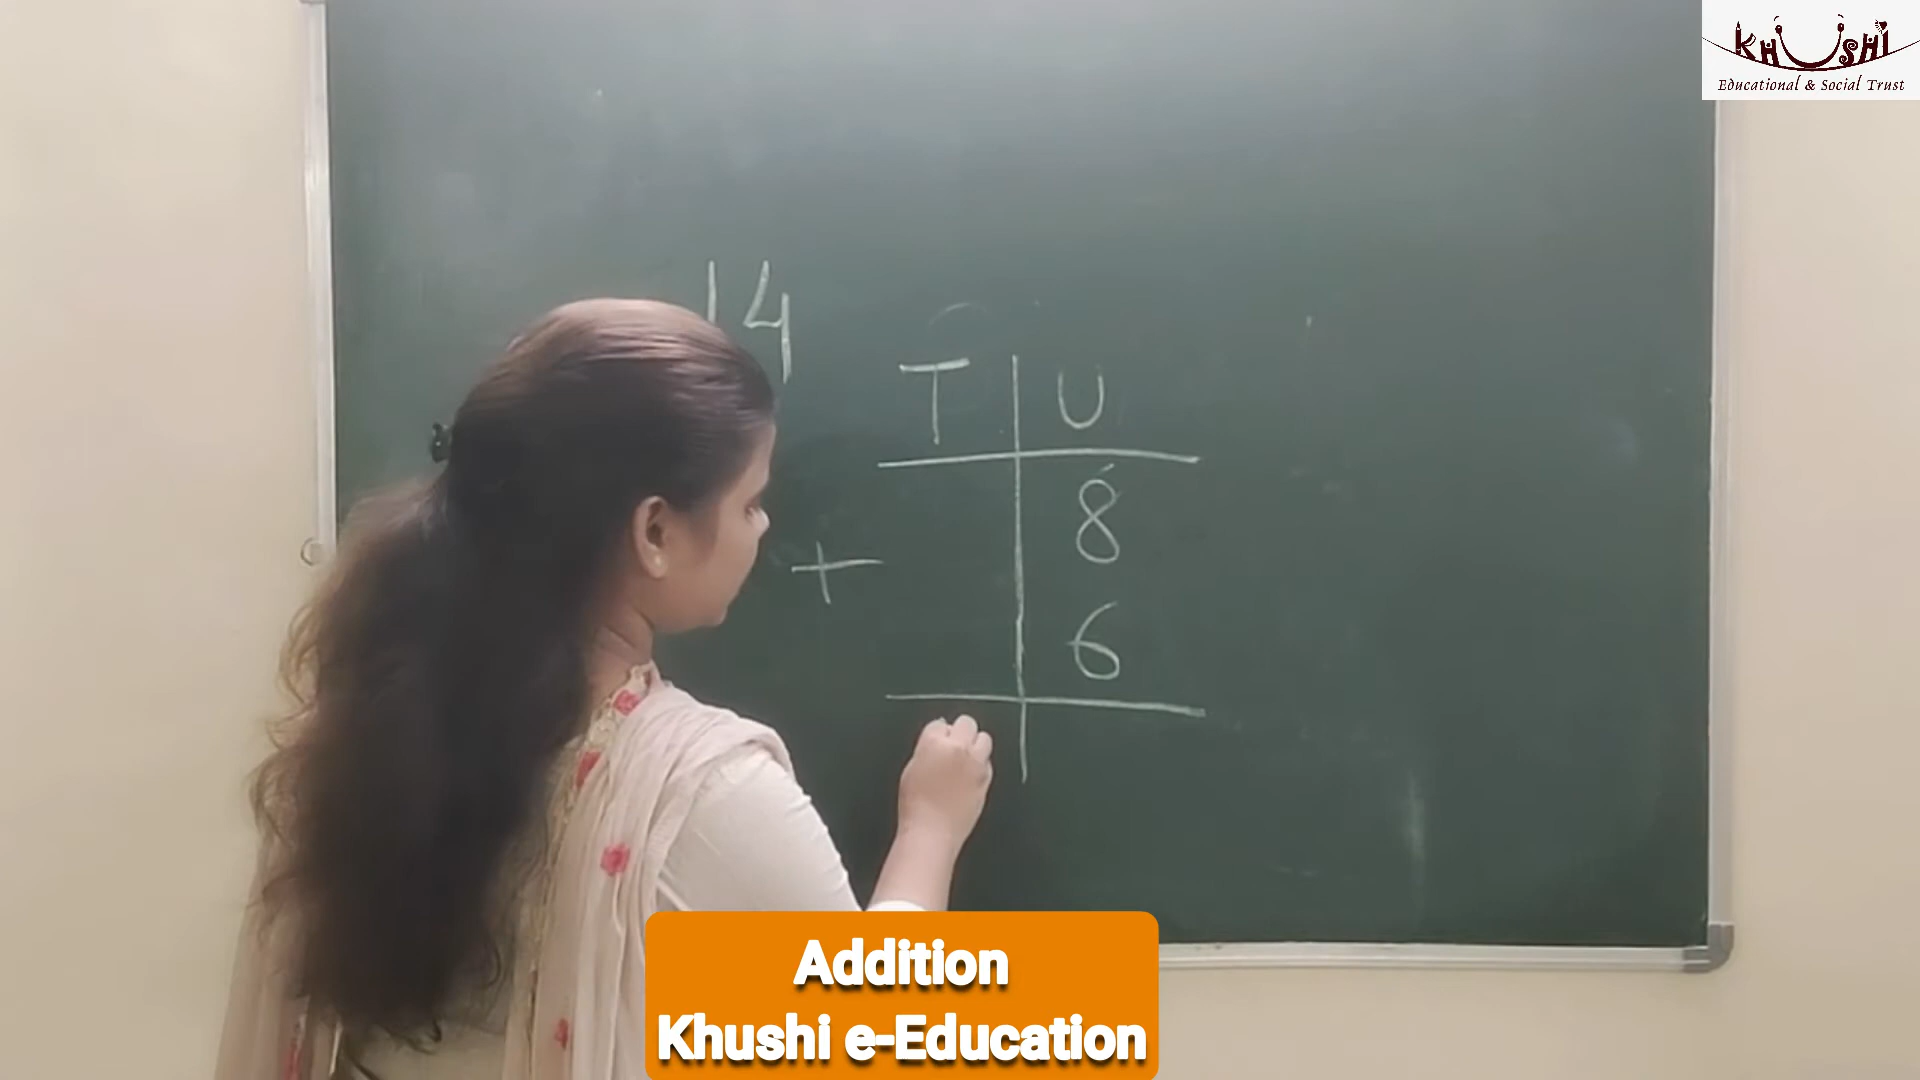 KHUSHI
Educational & Social Trust
14
T U
8
+
6
Addition
Khushi e-Education